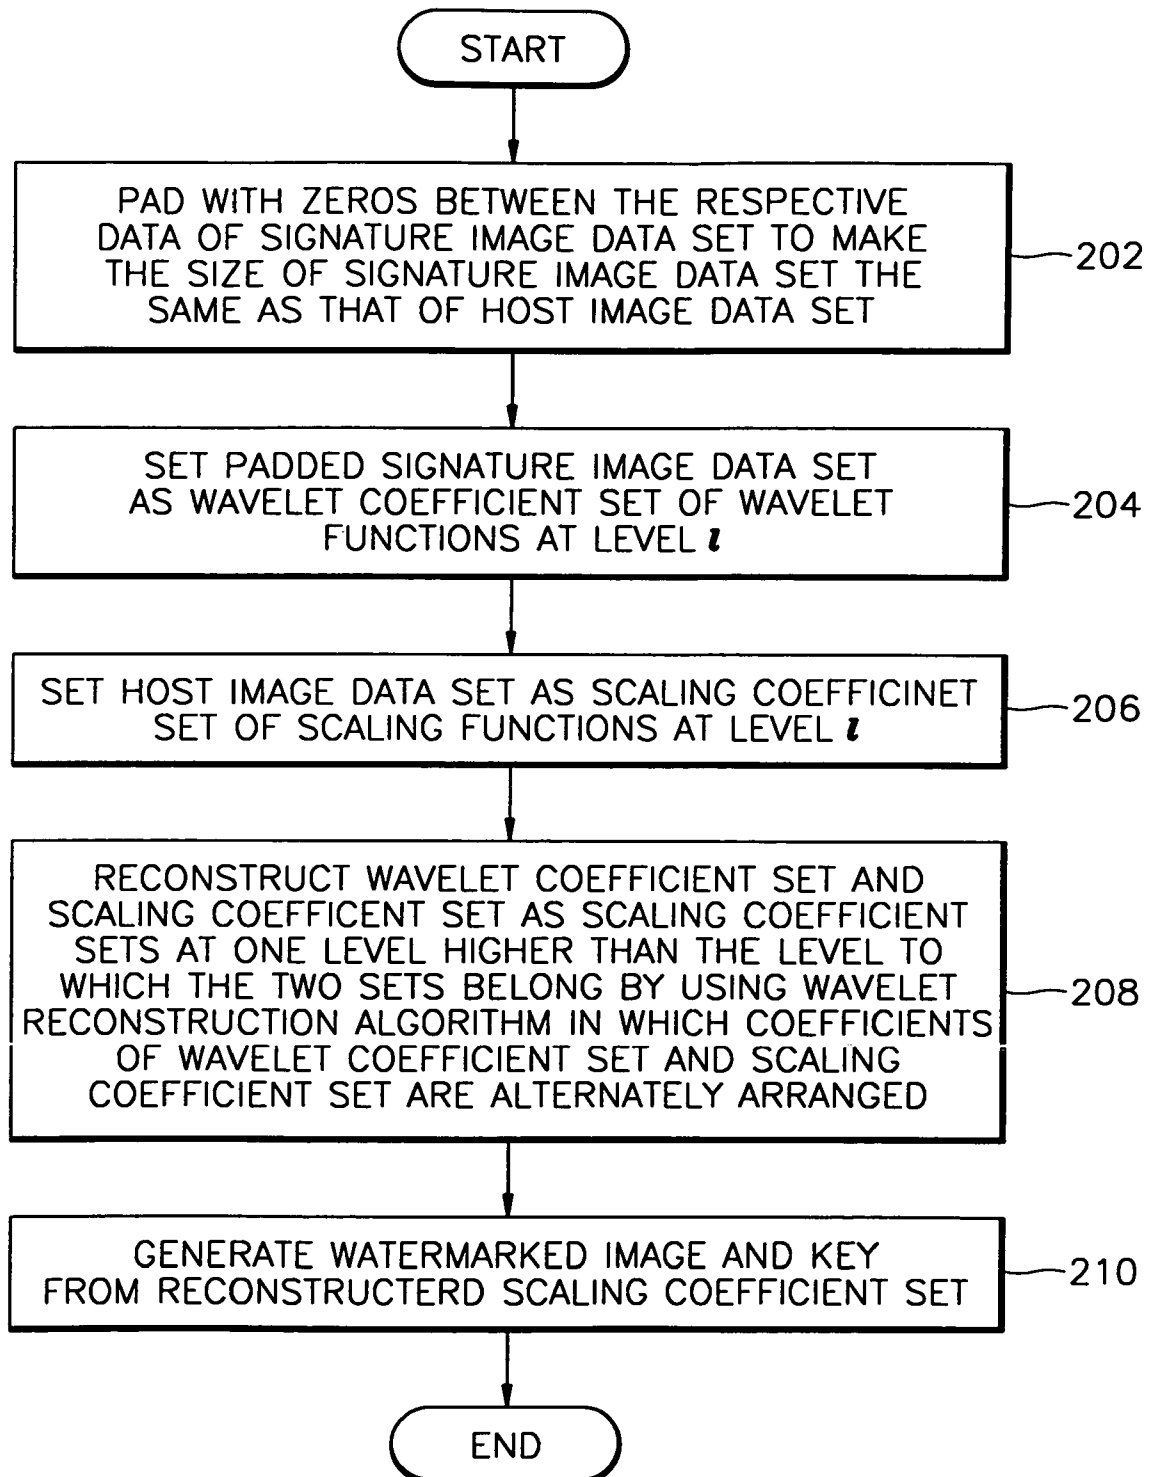 START
PAD WITH ZEROS BETWEEN THE RESPECTIVE
DATA OF SIGNATURE IMAGE DATA SET TO MAKE
THE SIZE OF SIGNATURE IMAGE DATA SET THE
SAME AS THAT OF HOST IMAGE DATA SET
202
SET PADDED SIGNATURE IMAGE DATA SET
AS WAVELET COEFFICIENT SET OF WAVELET
FUNCTIONS AT LEVEL l
204
SET HOST IMAGE DATA SET AS SCALING COEFFICINET
SET OF SCALING FUNCTIONS AT LEVEL l
206
RECONSTRUCT WAVELET COEFFICIENT SET AND
SCALING COEFFICENT SET AS SCALING COEFFICIENT
SETS AT ONE LEVEL HIGHER THAN THE LEVEL TO
WHICH THE TWO SETS BELONG BY USING WAVELET
RECONSTRUCTION ALGORITHM IN WHICH COEFFICIENTS
OF WAVELET COEFFICIENT SET AND SCALING
COEFFICIENT SET ARE ALTERNATELY ARRANGED
208
GENERATE WATERMARKED IMAGE AND KEY
FROM RECONSTRUCTERD SCALING COEFFICIENT SET
210
END